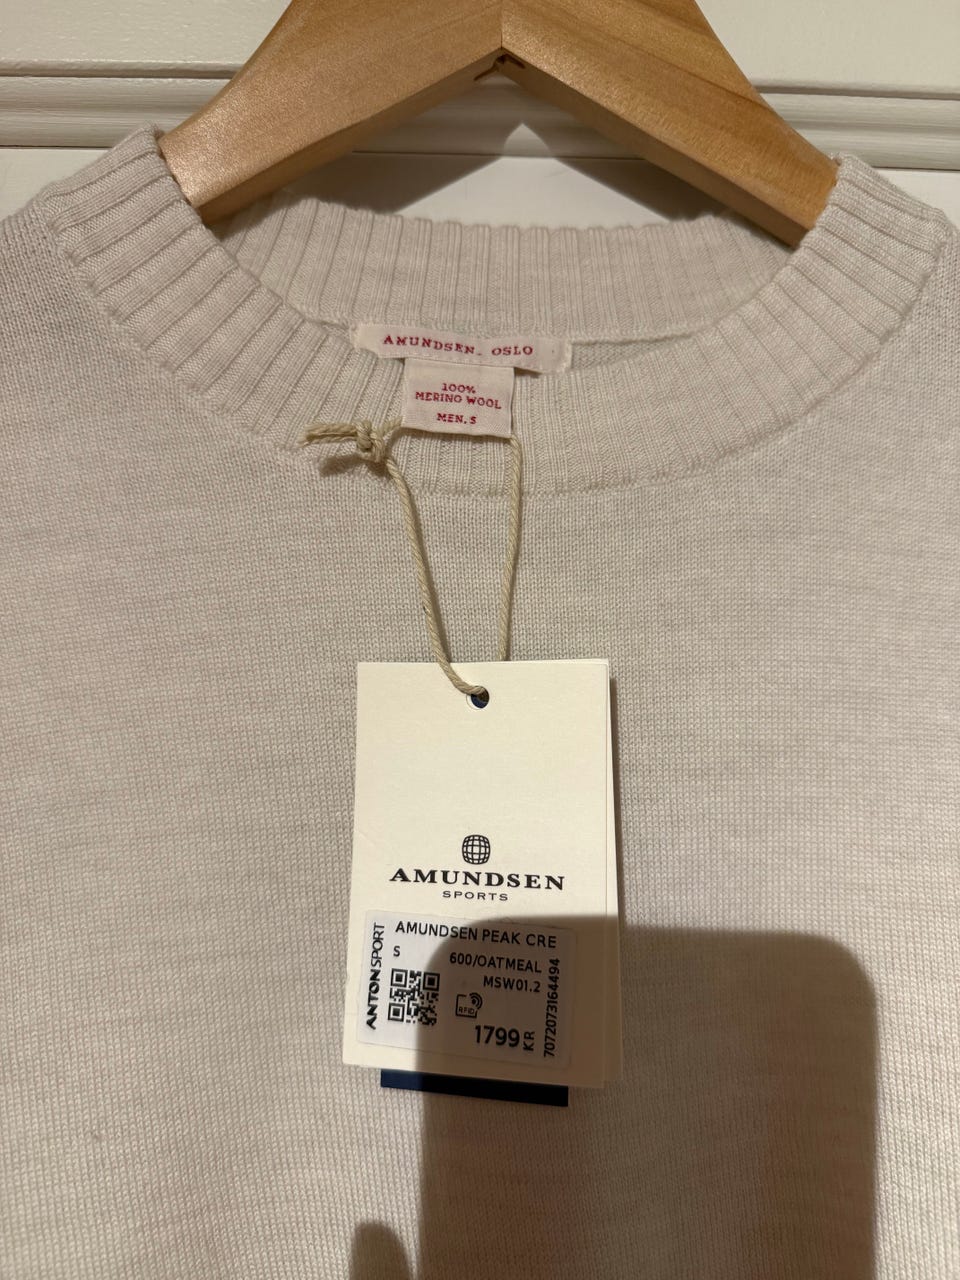 AMUNDSEN. OSLO
100%
MERINO WOOL
MEN, S
AMUNDSEN
SPORTS
AMUNDSEN PEAK CRE
S
600/OATMEAL
MSW01.2
ANTON SPORT
RFID
1799 KR
7072073164494